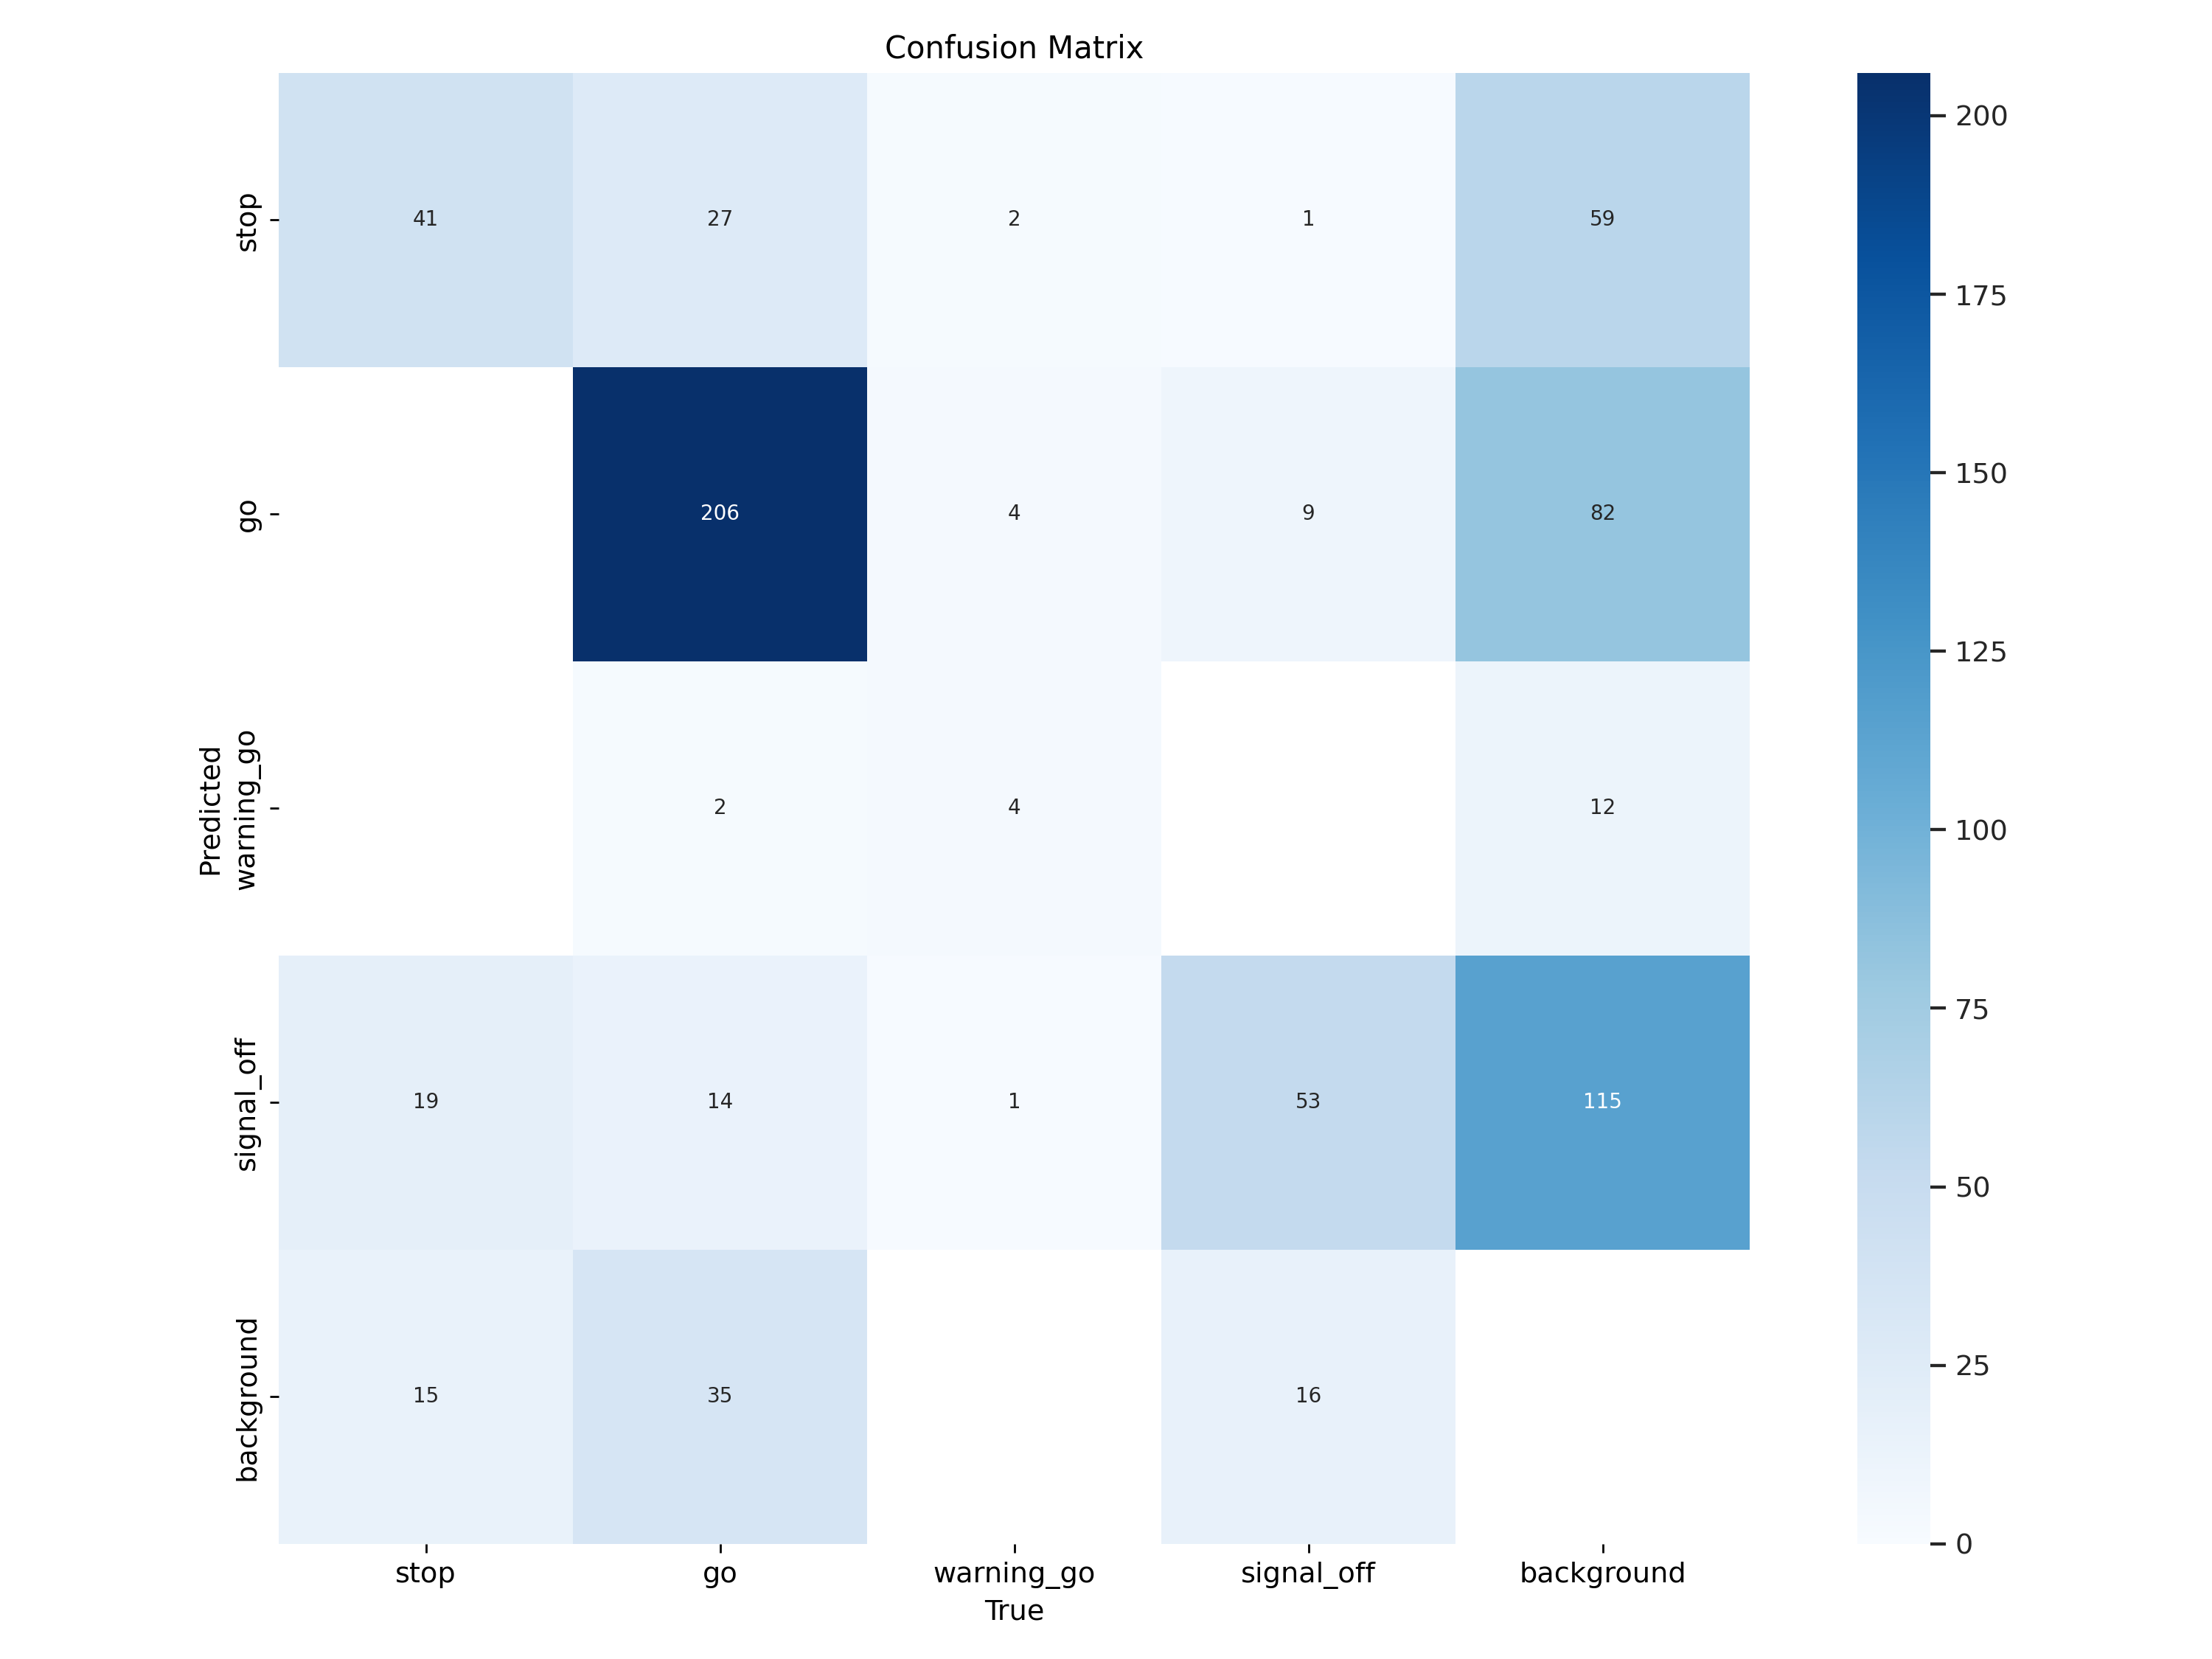 Confusion Matrix
Predicted
stop 41 27 2 1 59
go 206 4 9 82
warning_go 2 4 12
signal_off 19 14 1 53 115
background 15 35 16
stop go warning_go signal_off background
True
200
175
150
125
100
75
50
25
0